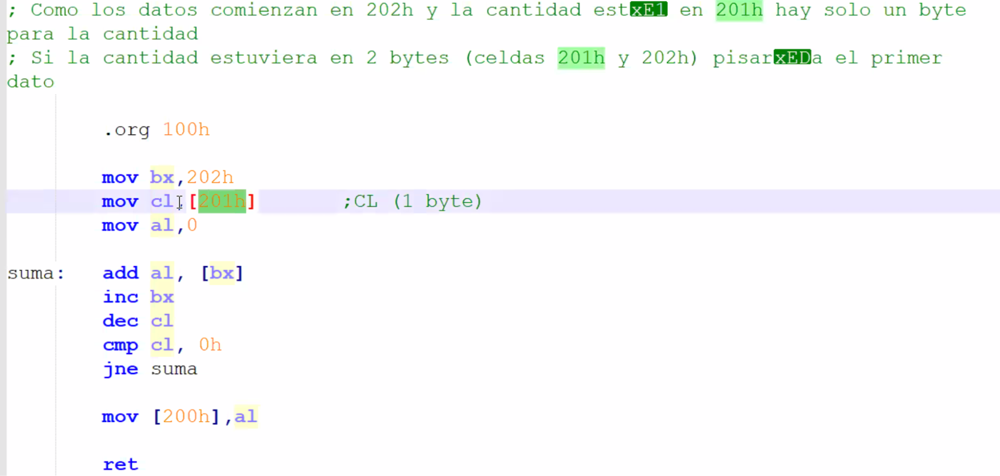 ; Como los datos comienzan en 202h y la cantidad estxE1 en 201h hay solo un byte
para la cantidad
; Si la cantidad estuviera en 2 bytes (celdas 201h y 202h) pisarxEDa el primer
dato
.org 100h
mov bx,202h
mov cl,[201h] ;CL (1 byte)
mov al,0
suma: add al, [bx]
inc bx
dec cl
cmp cl, 0h
jne suma
mov [200h],al
ret